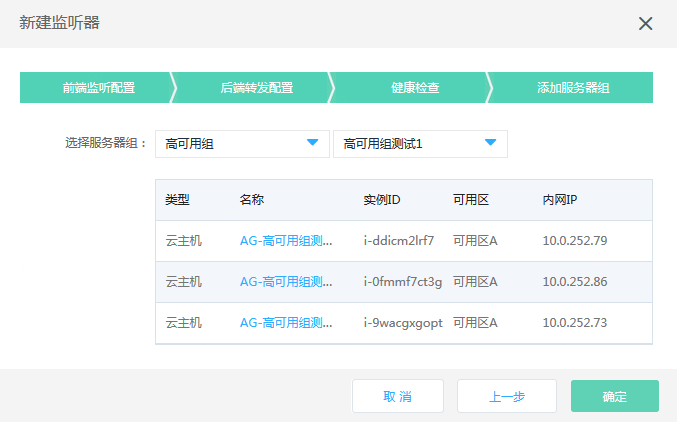 新建监听器
前端监听配置 后端转发配置 健康检查 添加服务器组
选择服务器组： 高可用组 高可用组测试1
类型 名称 实例ID 可用区 内网IP
云主机 AG-高可用组测... i-ddicm2lrf7 可用区A 10.0.252.79
云主机 AG-高可用组测... i-0fmmf7ct3g 可用区A 10.0.252.86
云主机 AG-高可用组测... i-9wacgxgopt 可用区A 10.0.252.73
取 消 上一步 确定